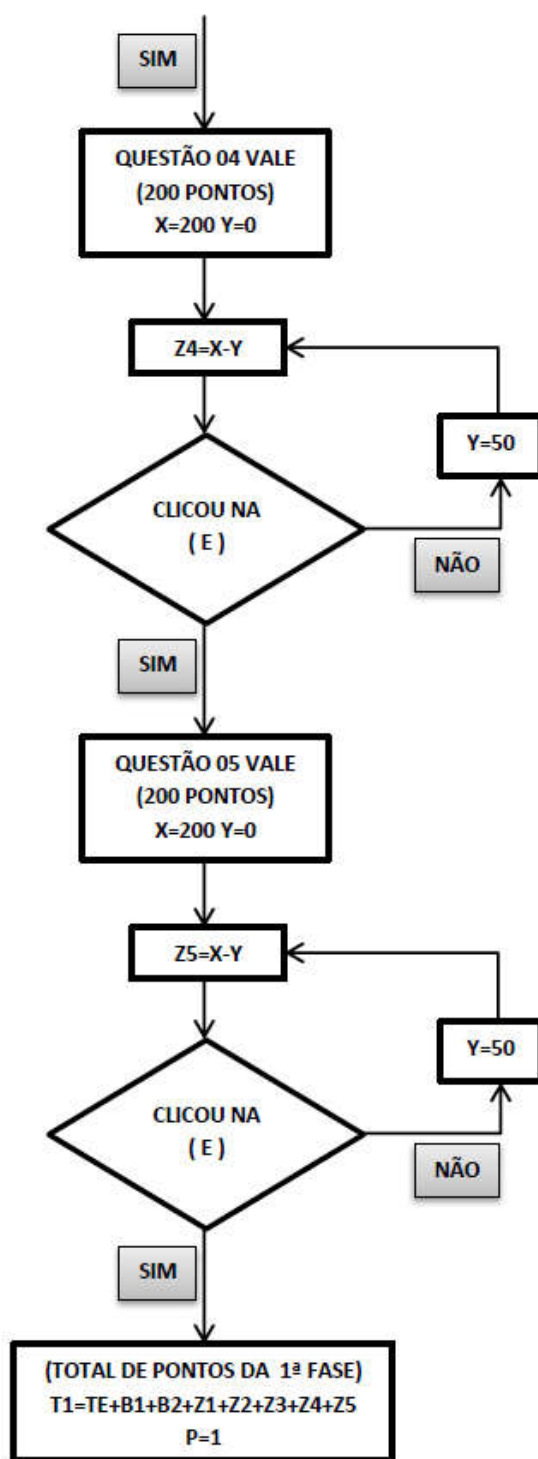 SIM
QUESTÃO 04 VALE
(200 PONTOS)
X=200 Y=0
Z4=X-Y
Y=50
CLICOU NA
( E )
NÃO
SIM
QUESTÃO 05 VALE
(200 PONTOS)
X=200 Y=0
Z5=X-Y
Y=50
CLICOU NA
( E )
NÃO
SIM
(TOTAL DE PONTOS DA 1ª FASE)
T1=TE+B1+B2+Z1+Z2+Z3+Z4+Z5
P=1